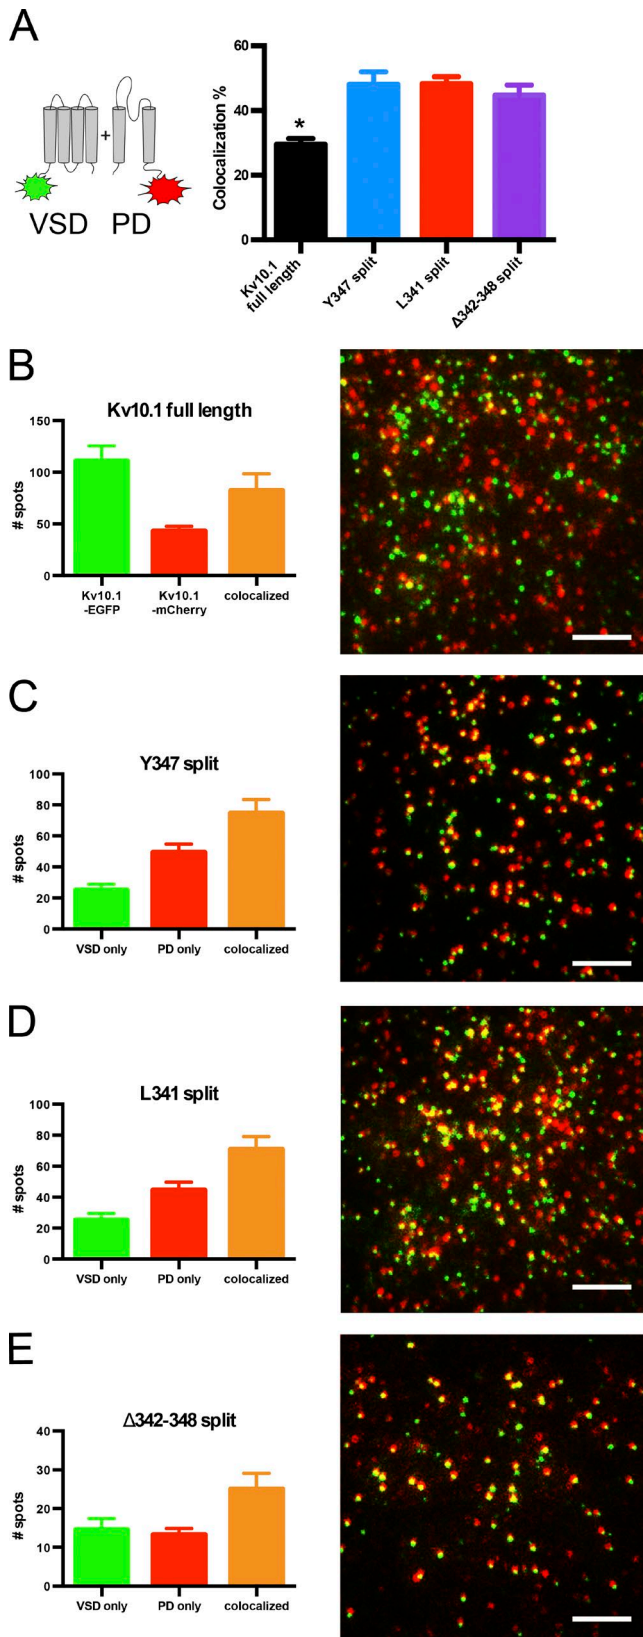 A
VSD PD
+
Colocalization %
60
40
20
0
*
Kv10.1
full length
Y347 split
L341 split
Δ342-348 split
B
Kv10.1 full length
# spots
150
100
50
0
Kv10.1
-EGFP
Kv10.1
-mCherry
colocalized
C
Y347 split
# spots
100
80
60
40
20
0
VSD only
PD only
colocalized
D
L341 split
# spots
100
80
60
40
20
0
VSD only
PD only
colocalized
E
Δ342-348 split
# spots
40
30
20
10
0
VSD only
PD only
colocalized